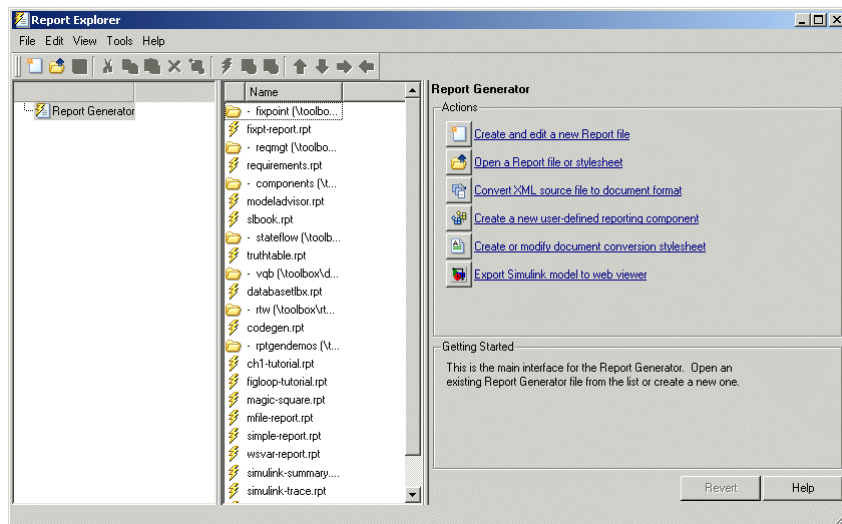 Report Explorer
File Edit View Tools Help
Report Generator
Name
- fixpoint (\toolbo...
fixpt-report.rpt
- reqmgt (\toolbo...
requirements.rpt
- components (\t...
modeladvisor.rpt
slbook.rpt
- stateflow (\toolb...
truthtable.rpt
- vqb (\toolbox\d...
databasetlbx.rpt
- rtw (\toolbox\rt...
codegen.rpt
- rptgendemos (\t...
ch1-tutorial.rpt
figloop-tutorial.rpt
magic-square.rpt
mfile-report.rpt
simple-report.rpt
wsvar-report.rpt
simulink-summary....
simulink-trace.rpt
Report Generator
Actions
Create and edit a new Report file
Open a Report file or stylesheet
Convert XML source file to document format
Create a new user-defined reporting component
Create or modify document conversion stylesheet
Export Simulink model to web viewer
Getting Started
This is the main interface for the Report Generator. Open an
existing Report Generator file from the list or create a new one.
Revert Help